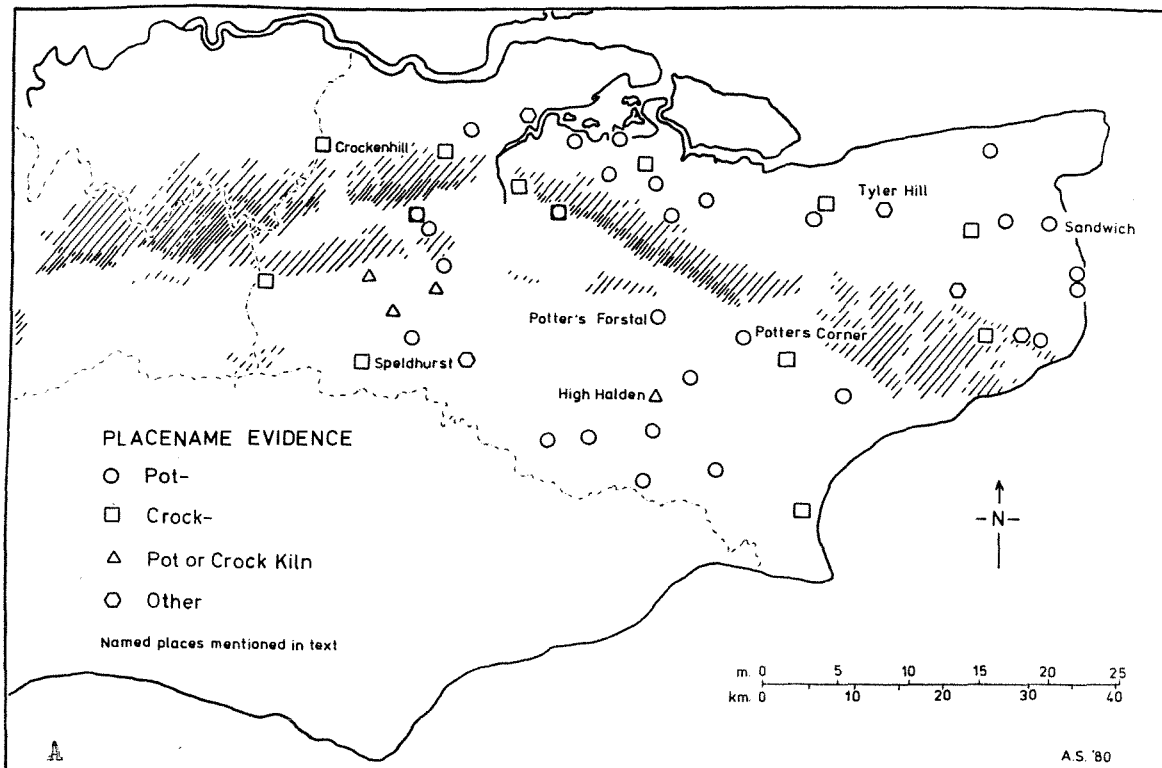 Crockenhill
Tyler Hill
Sandwich
Potter's Forstal
Potters Corner
Speldhurst
High Halden
PLACENAME EVIDENCE
Pot-
Crock-
Pot or Crock Kiln
Other
Named places mentioned in text
-N-
m. 0 5 10 15 20 25
km. 0 10 20 30 40
A
A.S. '80